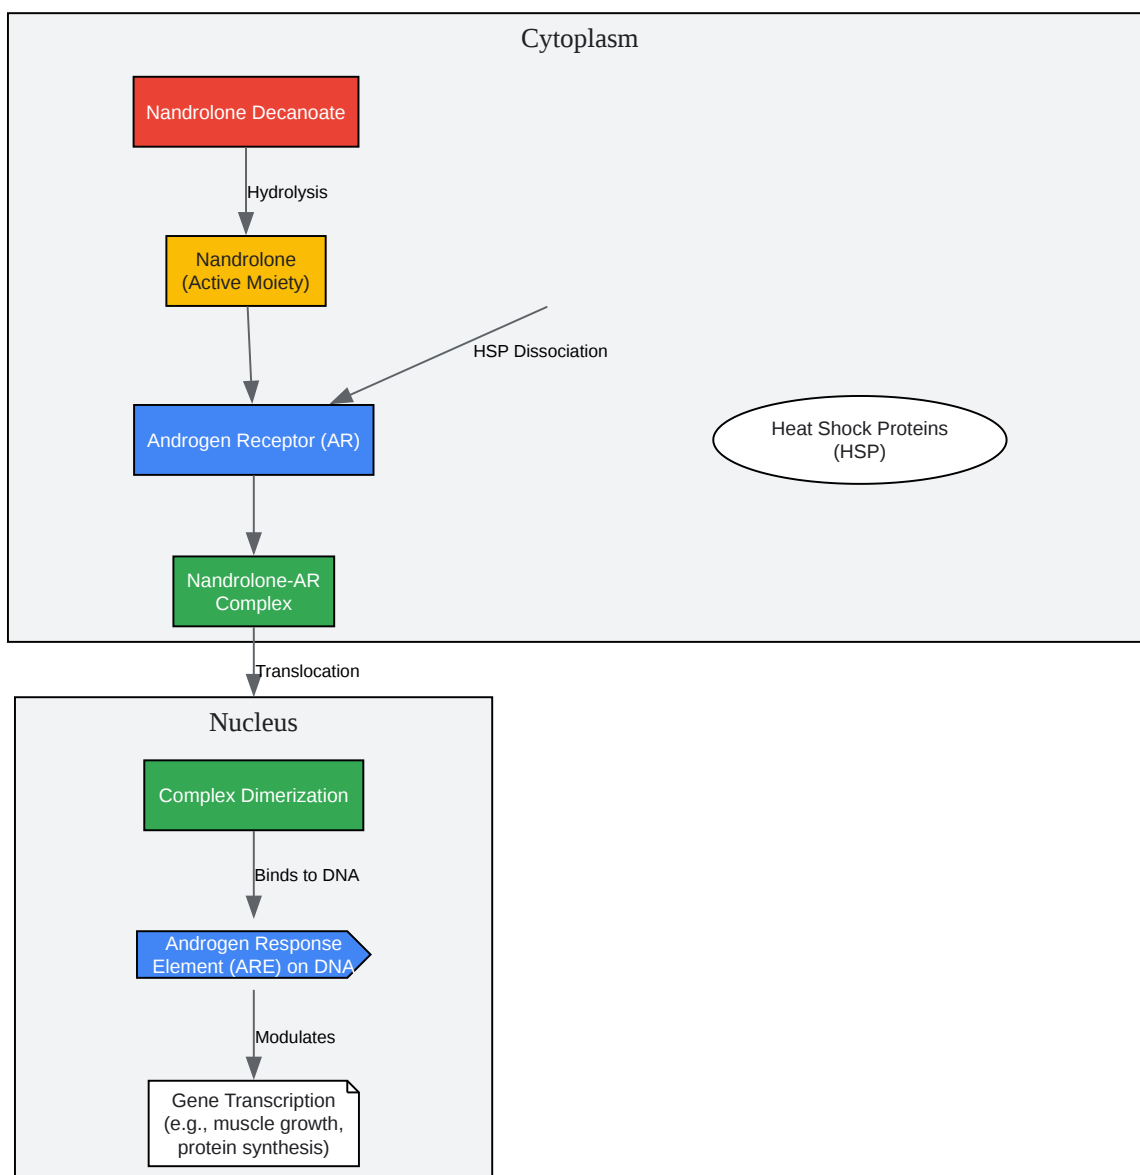 Cytoplasm
Nandrolone Decanoate
Hydrolysis
Nandrolone
(Active Moiety)
HSP Dissociation
Androgen Receptor (AR)
Heat Shock Proteins
(HSP)
Nandrolone-AR
Complex
Translocation
Nucleus
Complex Dimerization
Binds to DNA
Androgen Response
Element (ARE) on DNA
Modulates
Gene Transcription
(e.g., muscle growth,
protein synthesis)